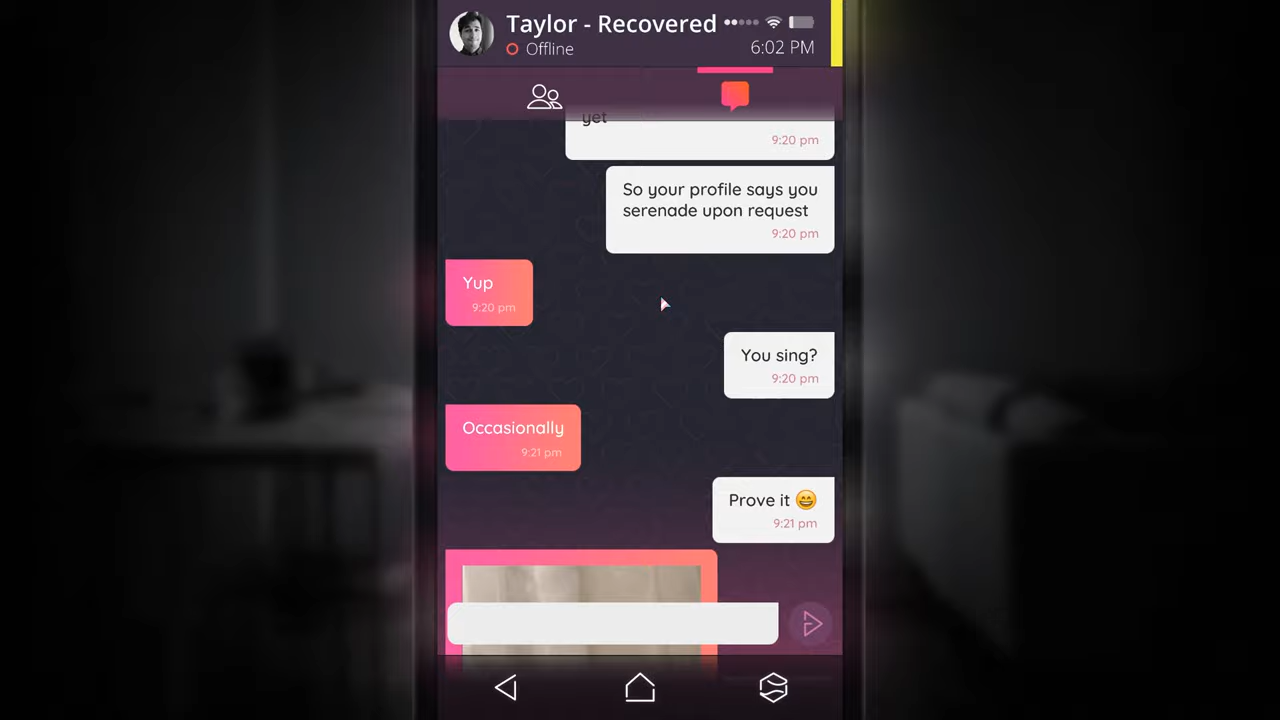 Taylor - Recovered
Offline
6:02 PM
yet
9:20 pm
So your profile says you
serenade upon request
9:20 pm
Yup
9:20 pm
You sing?
9:20 pm
Occasionally
9:21 pm
Prove it 😄
9:21 pm